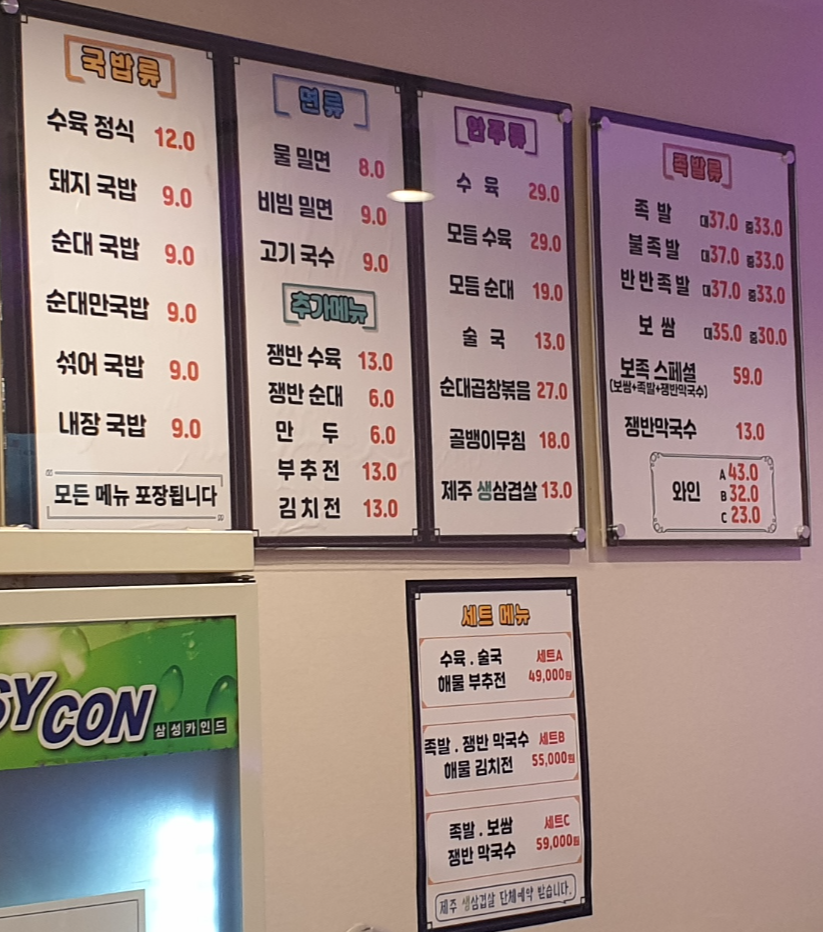 국밥류
수육 정식 12.0
돼지 국밥 9.0
순대 국밥 9.0
순대만국밥 9.0
섞어 국밥 9.0
내장 국밥 9.0
모든 메뉴 포장됩니다
면류
물 밀면 8.0
비빔 밀면 9.0
고기 국수 9.0
추가메뉴
쟁반 수육 13.0
쟁반 순대 6.0
만 두 6.0
부추전 13.0
김치전 13.0
안주류
수 육 29.0
모듬 수육 29.0
모듬 순대 19.0
술 국 13.0
순대곱창볶음 27.0
골뱅이무침 18.0
제주 생삼겹살 13.0
족발류
족 발 대37.0 중33.0
불족발 대37.0 중33.0
반반족발 대37.0 중33.0
보 쌈 대35.0 중30.0
보족 스페셜 59.0
(보쌈+족발+쟁반막국수)
쟁반막국수 13.0
와인
A 43.0
B 32.0
C 23.0
세트 메뉴
수육 . 술국 세트A
해물 부추전 49,000원
족발 . 쟁반 막국수 세트B
해물 김치전 55,000원
족발 . 보쌈 세트C
쟁반 막국수 59,000원
제주 생삼겹살 단체예약 받습니다.
SYCON
삼성카인드